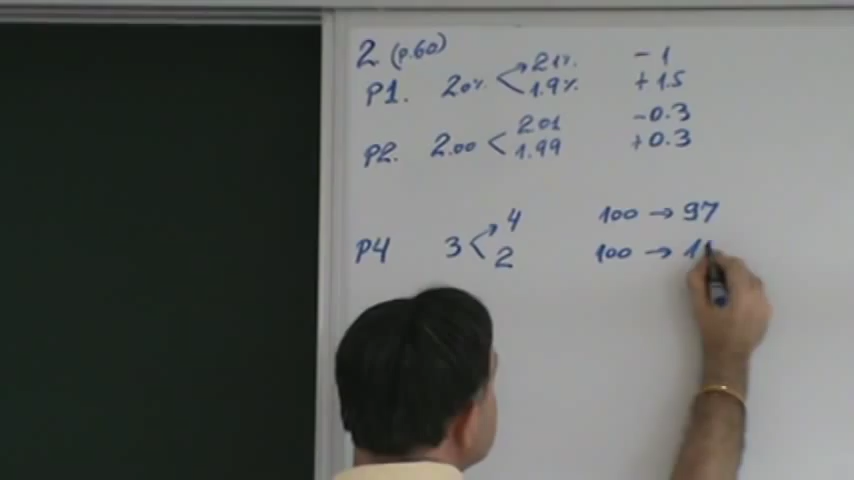 2 (p.60)
P1. 20% 21% - 1
1.9% + 1.5
P2. 2.00 2.01 - 0.3
1.99 + 0.3
P4 3 4 100 → 97
2 100 → 11